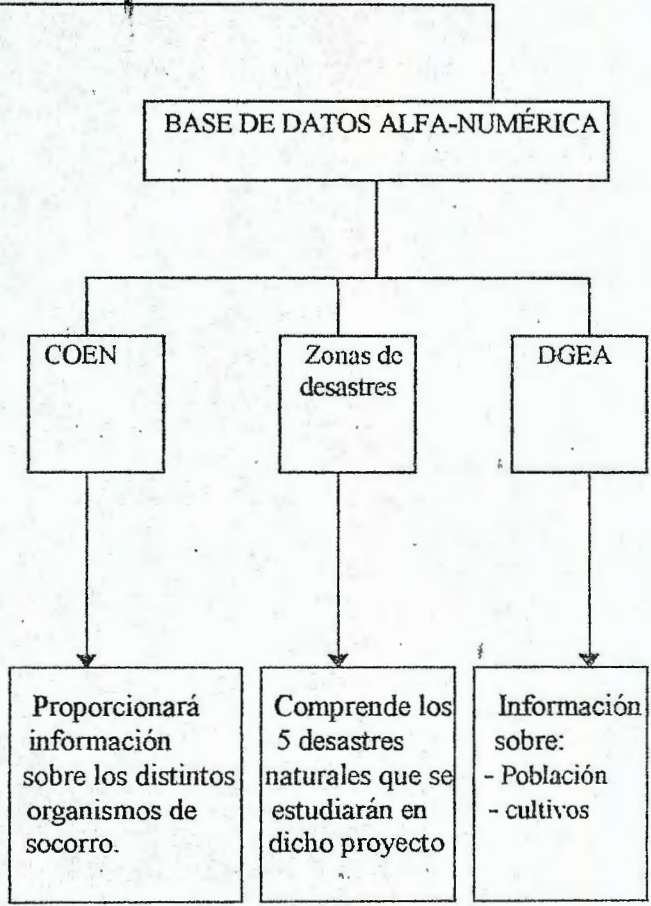 BASE DE DATOS ALFA-NUMÉRICA
COEN
Zonas de
desastres
DGEA
Proporcionará
información
sobre los distintos
organismos de
socorro.
Comprende los
5 desastres
naturales que se
estudiarán en
dicho proyecto
Información
sobre:
- Población
- cultivos